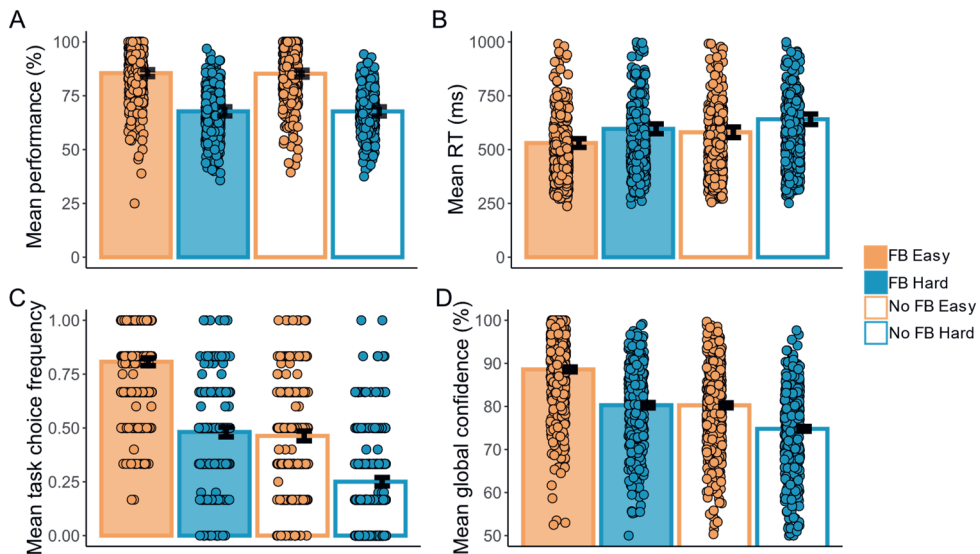 A
Mean performance (%)
100
75
50
25
0
B
Mean RT (ms)
1000
750
500
250
0
C
Mean task choice frequency
1.00
0.75
0.50
0.25
0.00
D
Mean global confidence (%)
100
90
80
70
60
50
FB Easy
FB Hard
No FB Easy
No FB Hard